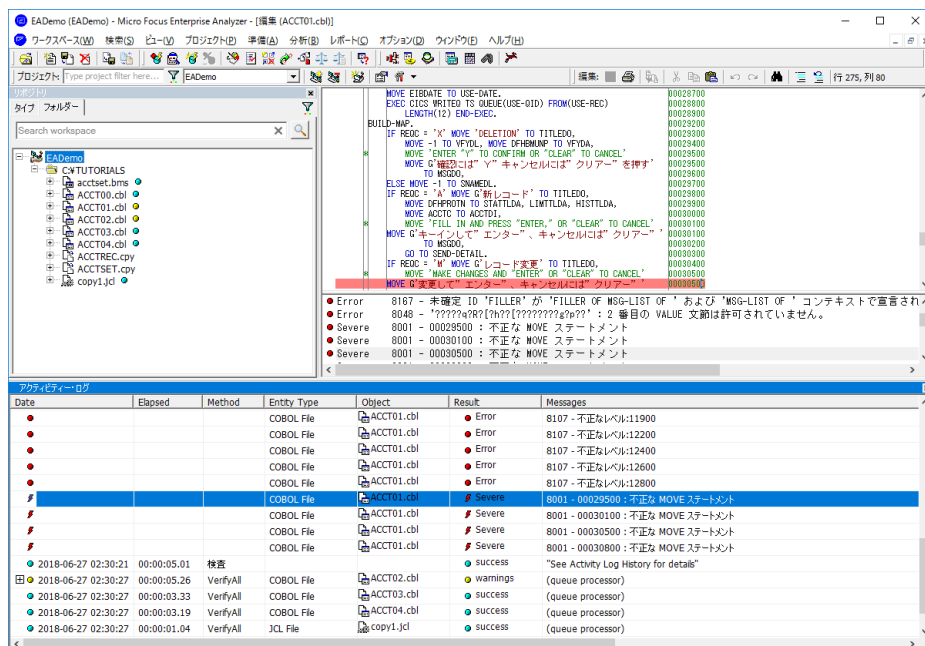 EADemo (EADemo) - Micro Focus Enterprise Analyzer - [編集 (ACCT01.cbl)]
ワークスペース(W) 検索(S) ビュー(V) プロジェクト(P) 準備(A) 分析(B) レポート(C) オプション(D) ウィンドウ(E) ヘルプ(H)
プロジェクト: Type project filter here... EADemo 編集: 行 275, 列 80
リポジトリ
タイプ フォルダー
Search workspace
EADemo
C:¥TUTORIALS
acctset.bms
ACCT00.cbl
ACCT01.cbl
ACCT02.cbl
ACCT03.cbl
ACCT04.cbl
ACCTREC.cpy
ACCTSET.cpy
copy1.jcl
MOVE EIBDATE TO USE-DATE. 00028700
EXEC CICS WRITEQ TS QUEUE(USE-QID) FROM(USE-REC) 00028800
LENGTH(12) END-EXEC. 00028900
BUILD-MAP. 00029200
IF REQC = 'X' MOVE 'DELETION' TO TITLEDO, 00029300
MOVE -1 TO VFYDL, MOVE DFHBMUNP TO VFYDA, 00029400
* MOVE 'ENTER "Y" TO CONFIRM OR "CLEAR" TO CANCEL' 00029500
MOVE G'確認には”Y”キャンセルには”クリアー”を押す' 00029500
TO MSGDO, 00029600
ELSE MOVE -1 TO SNAMEDL. 00029700
IF REQC = 'A' MOVE G'新レコード' TO TITLEDO, 00029800
MOVE DFHPROTN TO STATTLDA, LIMTTLDA, HISTTLDA, 00029900
MOVE ACCTC TO ACCTDI, 00030000
* MOVE 'FILL IN AND PRESS "ENTER," OR "CLEAR" TO CANCEL' 00030100
MOVE G'キーインして”エンター”、キャンセルには”クリアー”' 00030100
TO MSGDO, 00030200
GO TO SEND-DETAIL. 00030300
IF REQC = 'M' MOVE G'レコード変更' TO TITLEDO, 00030400
* MOVE 'MAKE CHANGES AND "ENTER" OR "CLEAR" TO CANCEL' 00030500
MOVE G'変更して”エンター”、キャンセルには”クリアー”' 00030500
Error 8167 - 未確定 ID 'FILLER' が 'FILLER OF MSG-LIST OF ' および 'MSG-LIST OF ' コンテキストで宣言され
Error 8048 - '?????q?R?[?h??[????????s?p??' : 2 番目の VALUE 文節は許可されていません。
Severe 8001 - 00029500 : 不正な MOVE ステートメント
Severe 8001 - 00030100 : 不正な MOVE ステートメント
Severe 8001 - 00030500 : 不正な MOVE ステートメント
アクティビティー・ログ
Date Elapsed Method Entity Type Object Result Messages
COBOL File ACCT01.cbl Error 8107 - 不正なレベル:11900
COBOL File ACCT01.cbl Error 8107 - 不正なレベル:12200
COBOL File ACCT01.cbl Error 8107 - 不正なレベル:12400
COBOL File ACCT01.cbl Error 8107 - 不正なレベル:12600
COBOL File ACCT01.cbl Error 8107 - 不正なレベル:12800
COBOL File ACCT01.cbl Severe 8001 - 00029500 : 不正な MOVE ステートメント
COBOL File ACCT01.cbl Severe 8001 - 00030100 : 不正な MOVE ステートメント
COBOL File ACCT01.cbl Severe 8001 - 00030500 : 不正な MOVE ステートメント
COBOL File ACCT01.cbl Severe 8001 - 00030800 : 不正な MOVE ステートメント
2018-06-27 02:30:21 00:00:05.01 検査 success "See Activity Log History for details"
2018-06-27 02:30:27 00:00:05.26 VerifyAll COBOL File ACCT02.cbl warnings (queue processor)
2018-06-27 02:30:27 00:00:03.33 VerifyAll COBOL File ACCT03.cbl success (queue processor)
2018-06-27 02:30:27 00:00:03.19 VerifyAll COBOL File ACCT04.cbl success (queue processor)
2018-06-27 02:30:27 00:00:01.04 VerifyAll JCL File copy1.jcl success (queue processor)